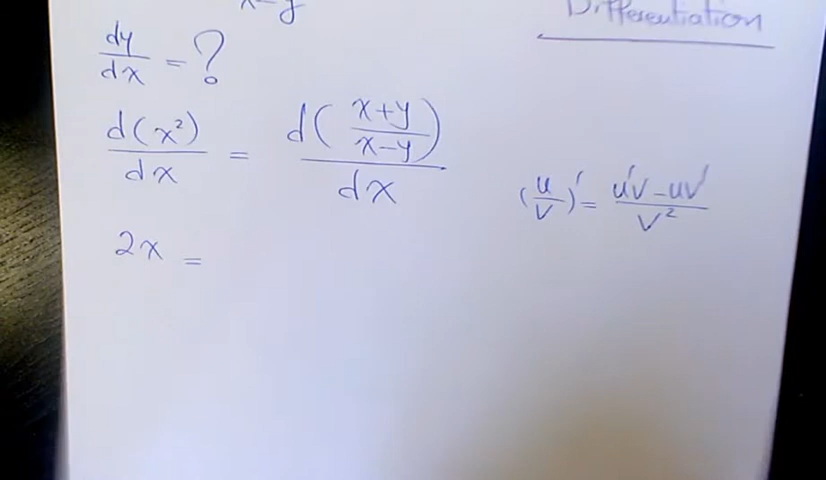 x-y
Differentiation
dy/dx = ?
d(x²)/dx = d((x+y)/(x-y))/dx
(u/v)' = (u'v - uv')/v²
2x =